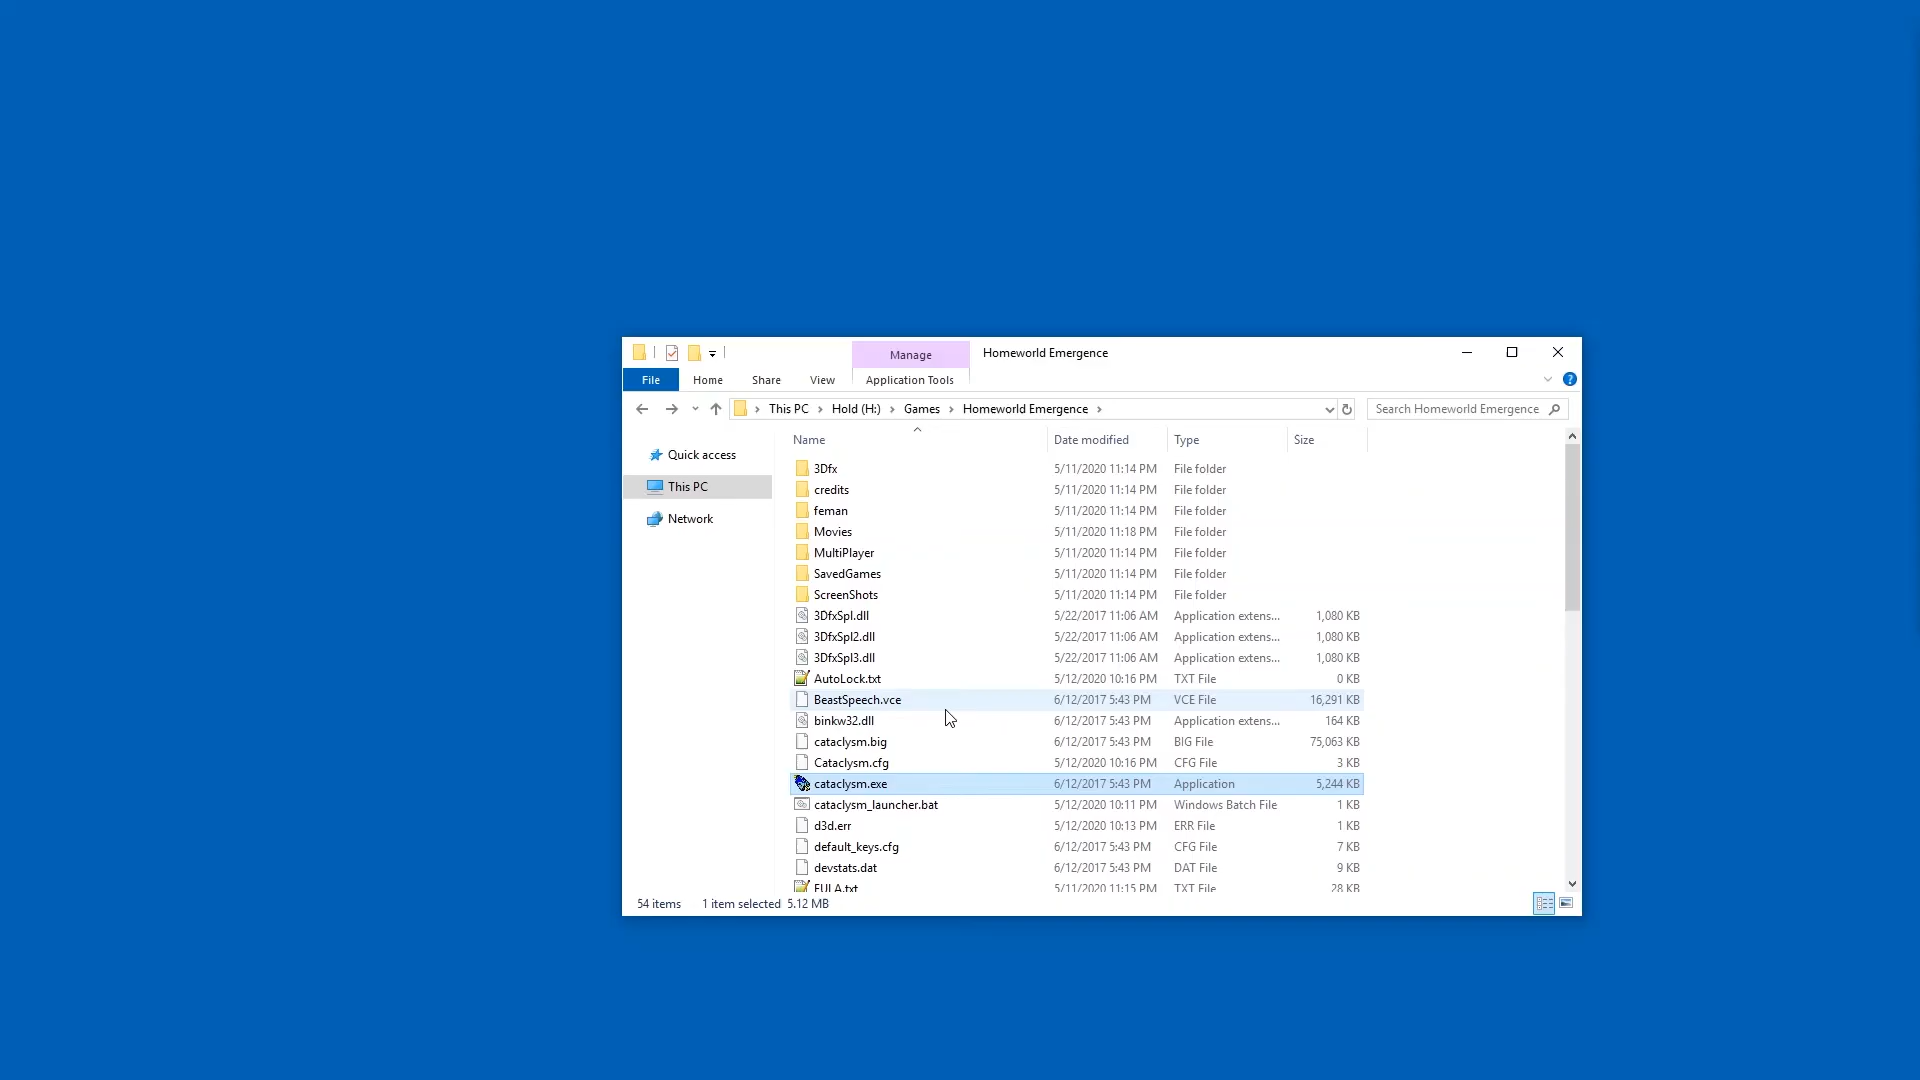 Manage
Homeworld Emergence
File
Home
Share
View
Application Tools
This PC
Hold (H:)
Games
Homeworld Emergence
Search Homeworld Emergence
Quick access
This PC
Network
Name Date modified Type Size
3Dfx 5/11/2020 11:14 PM File folder
credits 5/11/2020 11:14 PM File folder
feman 5/11/2020 11:14 PM File folder
Movies 5/11/2020 11:18 PM File folder
MultiPlayer 5/11/2020 11:14 PM File folder
SavedGames 5/11/2020 11:14 PM File folder
ScreenShots 5/11/2020 11:14 PM File folder
3DfxSpl.dll 5/22/2017 11:06 AM Application extens... 1,080 KB
3DfxSpl2.dll 5/22/2017 11:06 AM Application extens... 1,080 KB
3DfxSpl3.dll 5/22/2017 11:06 AM Application extens... 1,080 KB
AutoLock.txt 5/12/2020 10:16 PM TXT File 0 KB
BeastSpeech.vce 6/12/2017 5:43 PM VCE File 16,291 KB
binkw32.dll 6/12/2017 5:43 PM Application extens... 164 KB
cataclysm.big 6/12/2017 5:43 PM BIG File 75,063 KB
Cataclysm.cfg 5/12/2020 10:16 PM CFG File 3 KB
cataclysm.exe 6/12/2017 5:43 PM Application 5,244 KB
cataclysm_launcher.bat 5/12/2020 10:11 PM Windows Batch File 1 KB
d3d.err 5/12/2020 10:13 PM ERR File 1 KB
default_keys.cfg 6/12/2017 5:43 PM CFG File 7 KB
devstats.dat 6/12/2017 5:43 PM DAT File 9 KB
EULA.txt 5/11/2020 11:15 PM TXT File 28 KB
54 items 1 item selected 5.12 MB